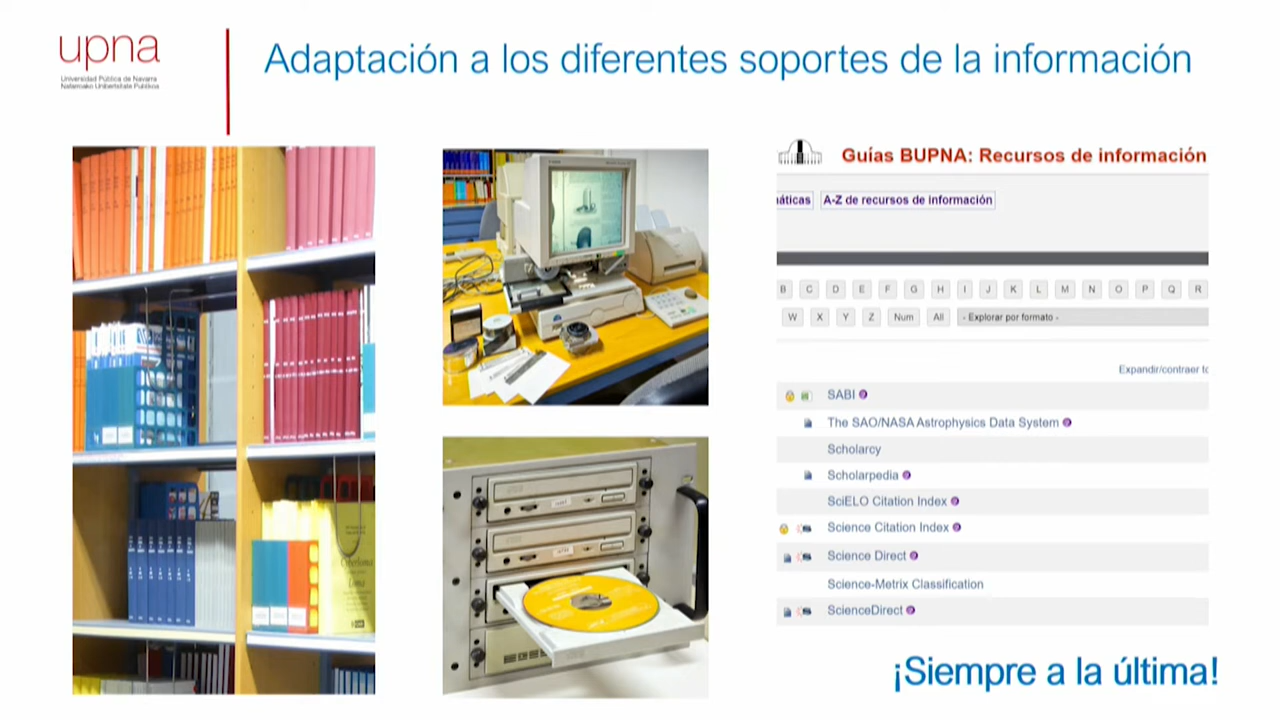 upna
Universidad Pública de Navarra
Nafarroako Unibertsitate Publikoa
Adaptación a los diferentes soportes de la información
Guías BUPNA: Recursos de información
áticas A-Z de recursos de información
B C D E F G H I J K L M N O P Q R
W X Y Z Num All - Explorar por formato -
Expandir/contraer to
SABI
The SAO/NASA Astrophysics Data System
Scholarcy
Scholarpedia
SciELO Citation Index
Science Citation Index
Science Direct
Science-Metrix Classification
ScienceDirect
¡Siempre a la última!